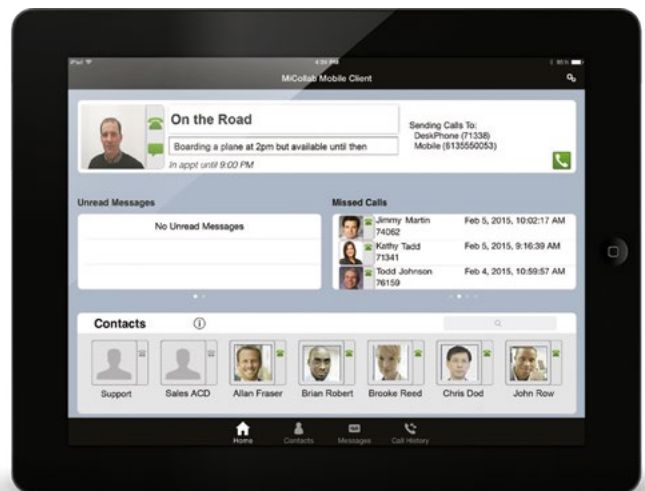 iPad
4:24 PM
85%
MiCollab Mobile Client
On the Road
Boarding a plane at 2pm but available until then
In appt until 9:00 PM
Sending Calls To:
DeskPhone (71338)
Mobile (6135550053)
Unread Messages
No Unread Messages
Missed Calls
Jimmy Martin
Feb 5, 2015, 10:02:17 AM
74062
Kathy Tadd
Feb 5, 2015, 9:16:39 AM
71341
Todd Johnson
Feb 4, 2015, 10:59:57 AM
76159
Contacts
Support
Sales ACD
Allan Fraser
Brian Robert
Brooke Reed
Chris Dod
John Row
Home
Contacts
Messages
Call History